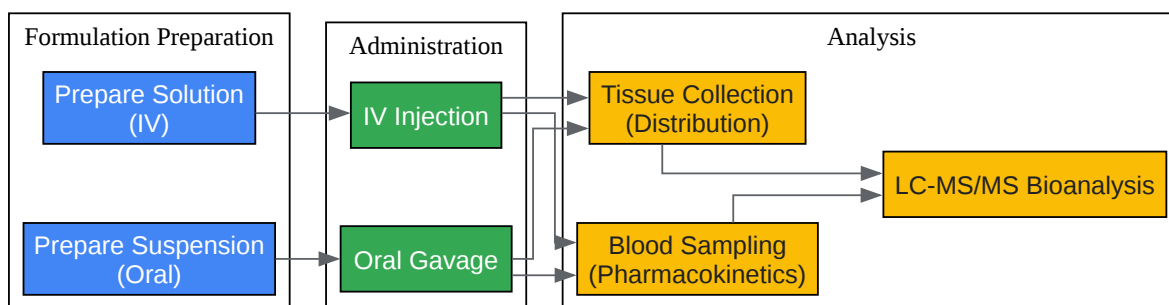 Formulation Preparation
Prepare Solution
(IV)
Prepare Suspension
(Oral)
Administration
IV Injection
Oral Gavage
Analysis
Tissue Collection
(Distribution)
Blood Sampling
(Pharmacokinetics)
LC-MS/MS Bioanalysis